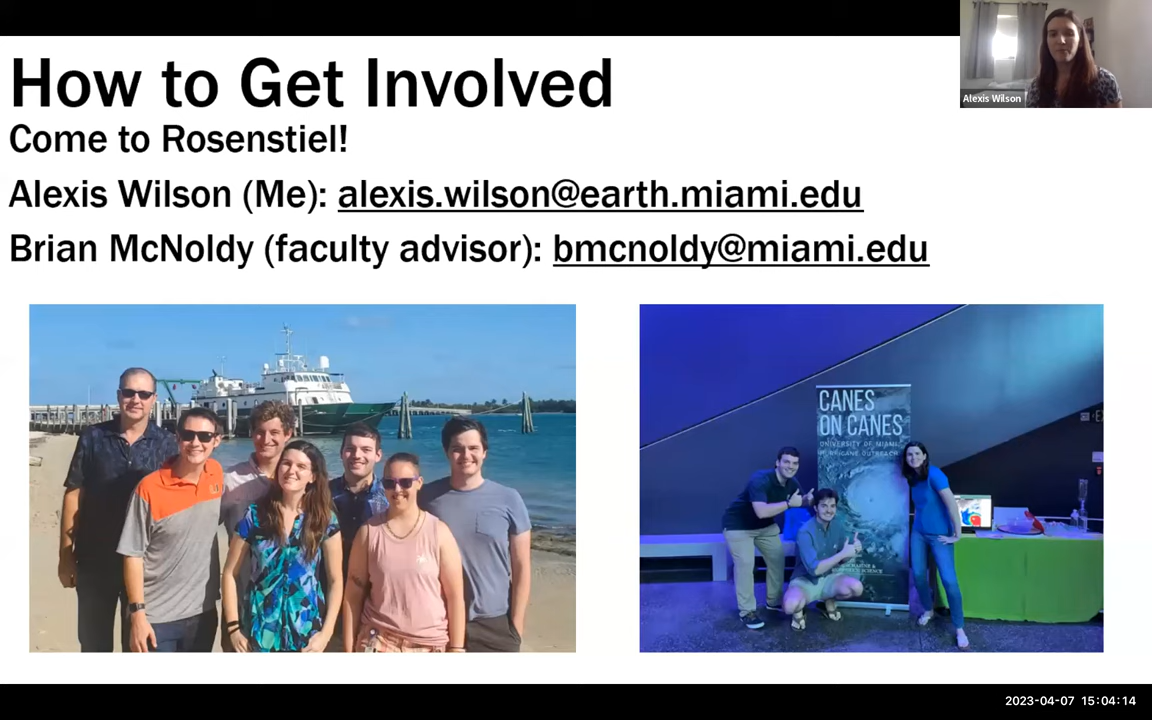 How to Get Involved
Come to Rosenstiel!
Alexis Wilson (Me): alexis.wilson@earth.miami.edu
Brian McNoldy (faculty advisor): bmcnoldy@miami.edu
Alexis Wilson
CANES
ON CANES
UNIVERSITY OF MIAMI
HURRICANE OUTREACH
2023-04-07 15:04:14